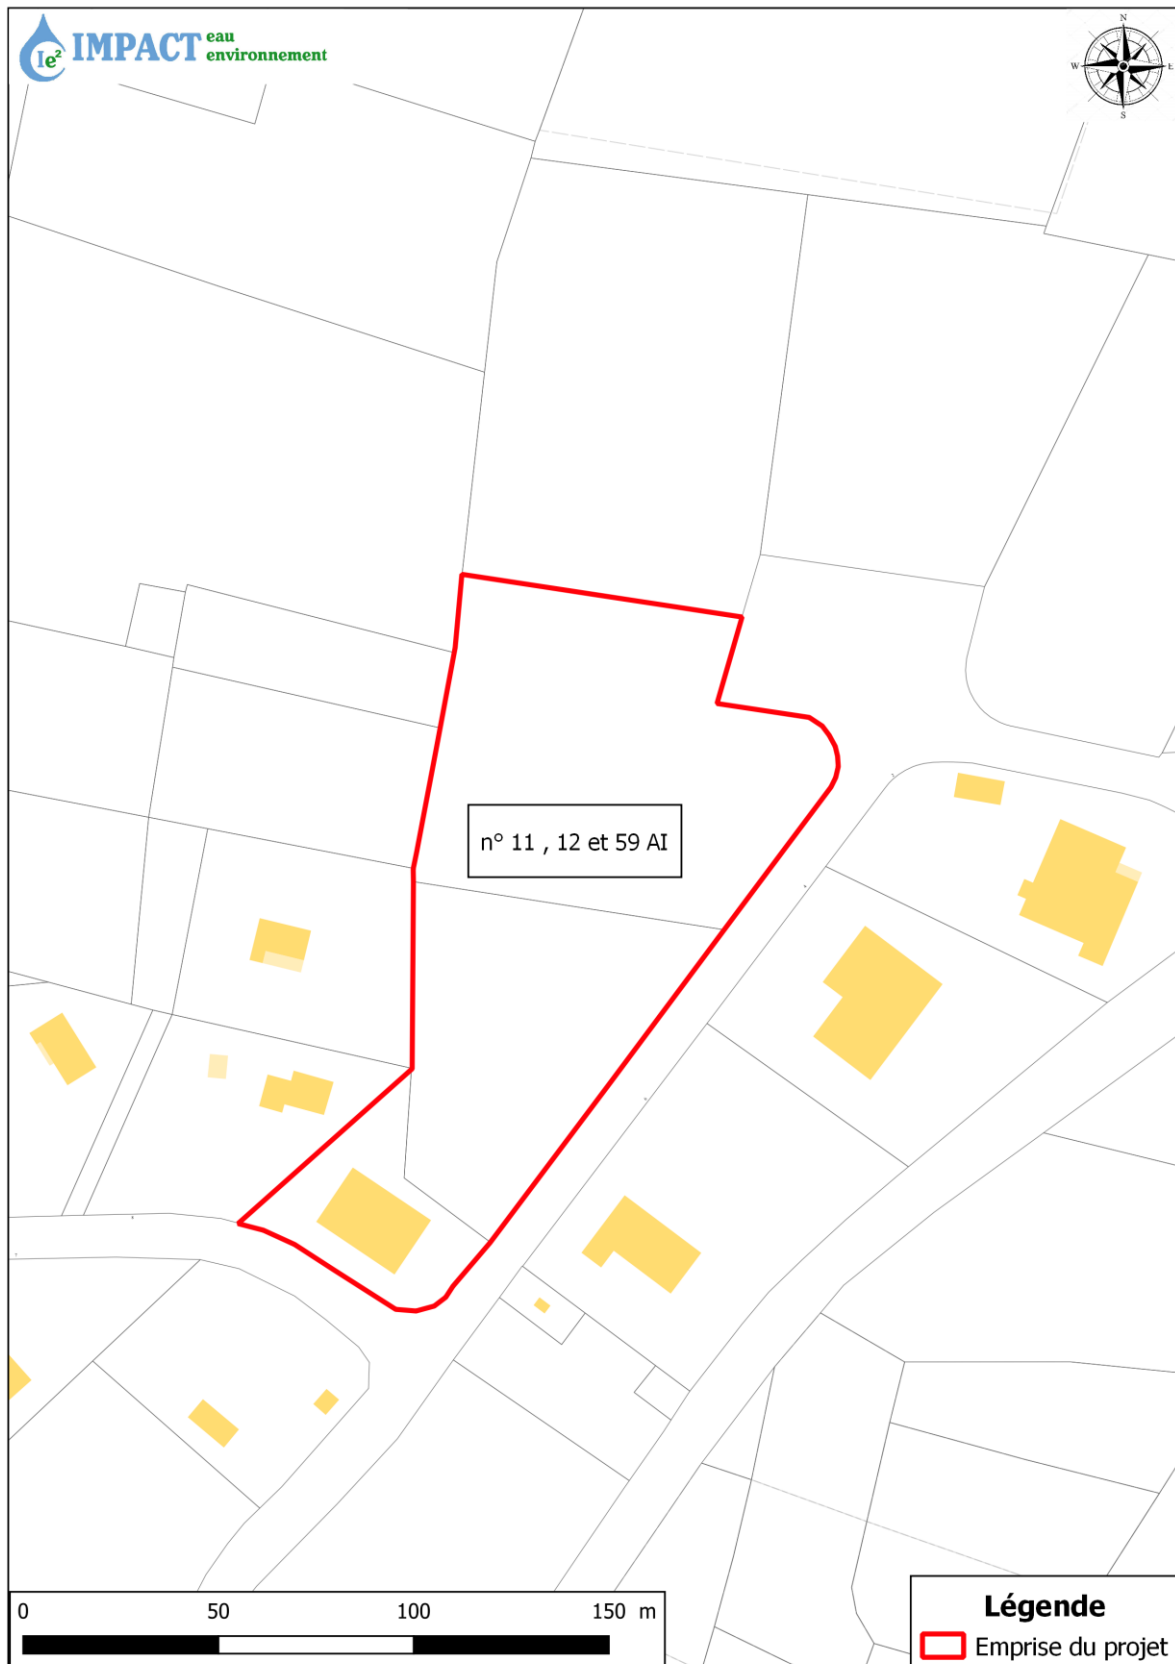 Ie² IMPACT eau
environnement
N
W E
S
n° 11 , 12 et 59 AI
0 50 100 150 m
Légende
Emprise du projet